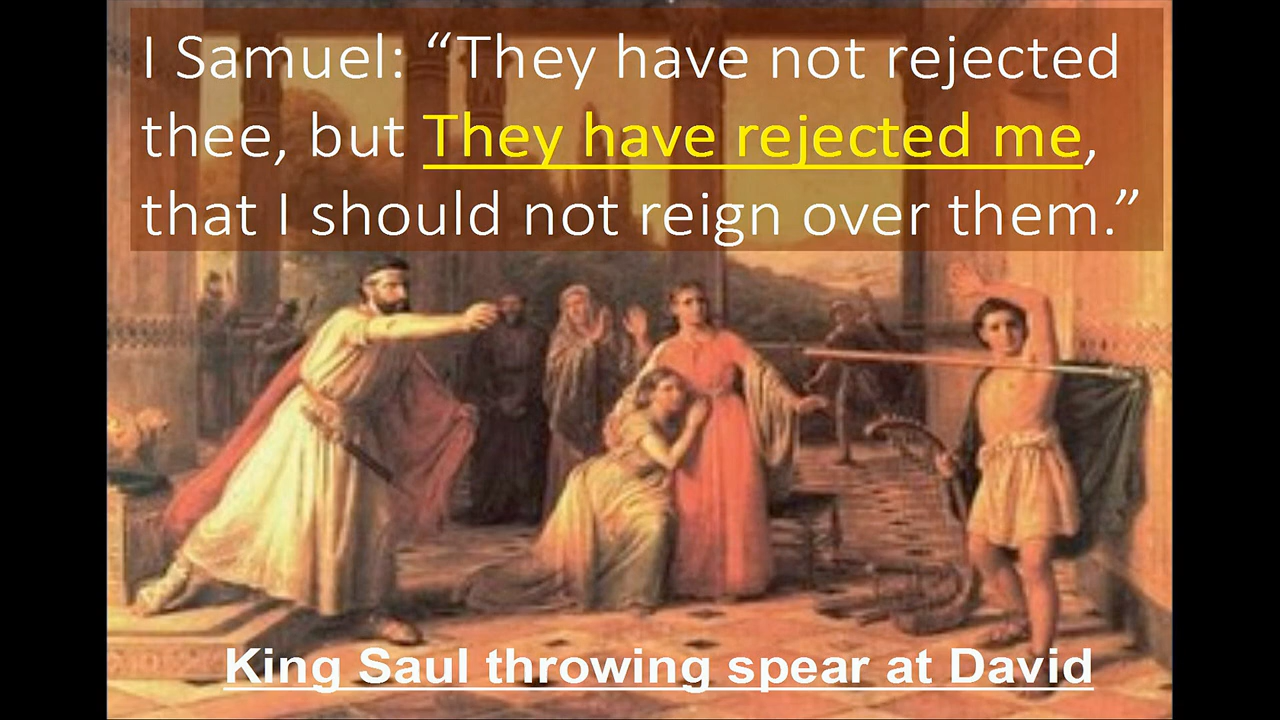 I Samuel: “They have not rejected
thee, but They have rejected me,
that I should not reign over them.”
King Saul throwing spear at David